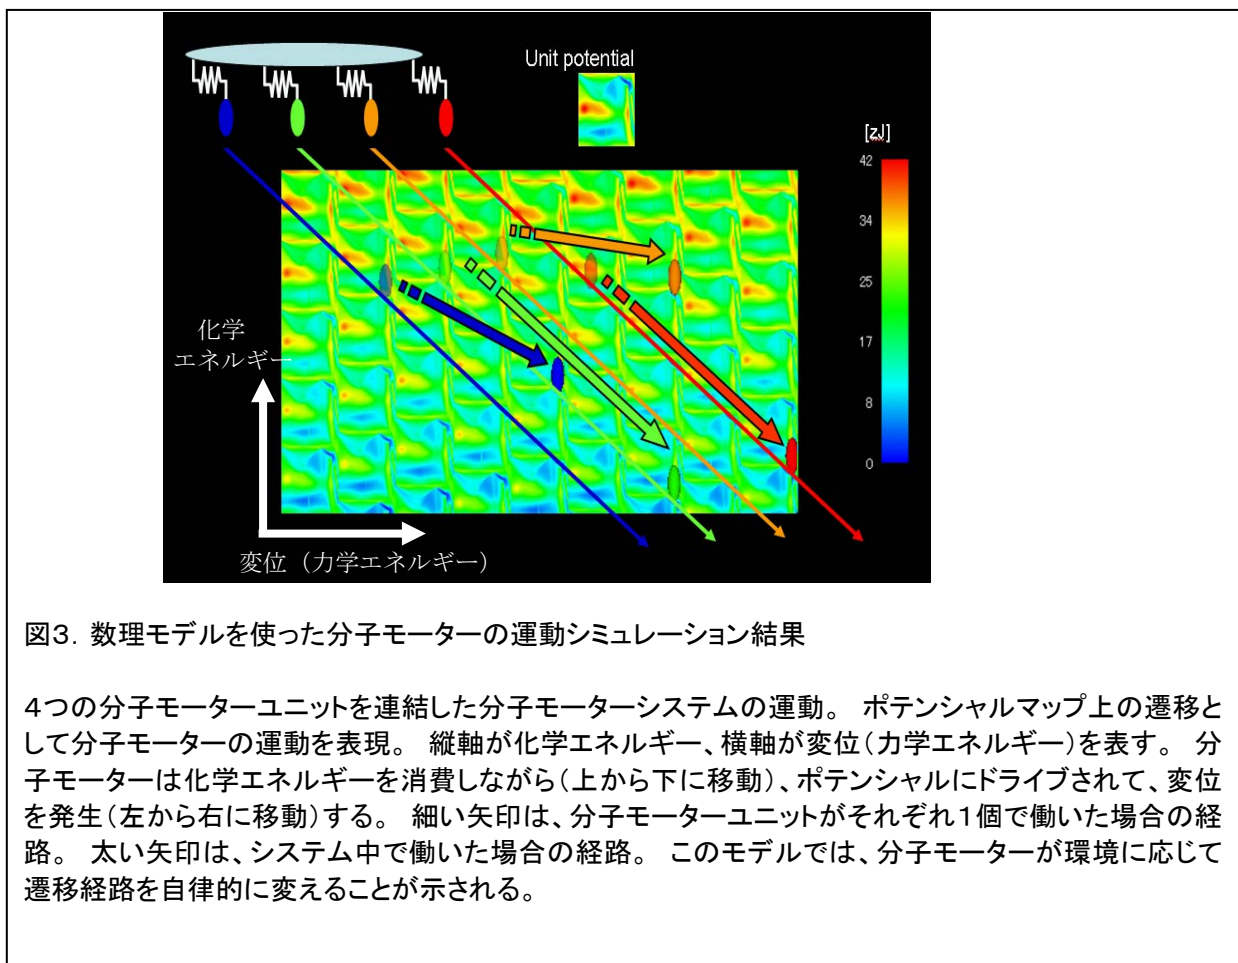 Unit potential
[zJ]
42
34
25
17
8
0
化学
エネルギー
変位（力学エネルギー）
図３．数理モデルを使った分子モーターの運動シミュレーション結果
４つの分子モーターユニットを連結した分子モーターシステムの運動。 ポテンシャルマップ上の遷移と
して分子モーターの運動を表現。 縦軸が化学エネルギー、横軸が変位（力学エネルギー）を表す。 分
子モーターは化学エネルギーを消費しながら（上から下に移動）、ポテンシャルにドライブされて、変位
を発生（左から右に移動）する。 細い矢印は、分子モーターユニットがそれぞれ１個で働いた場合の経
路。 太い矢印は、システム中で働いた場合の経路。 このモデルでは、分子モーターが環境に応じて
遷移経路を自律的に変えることが示される。